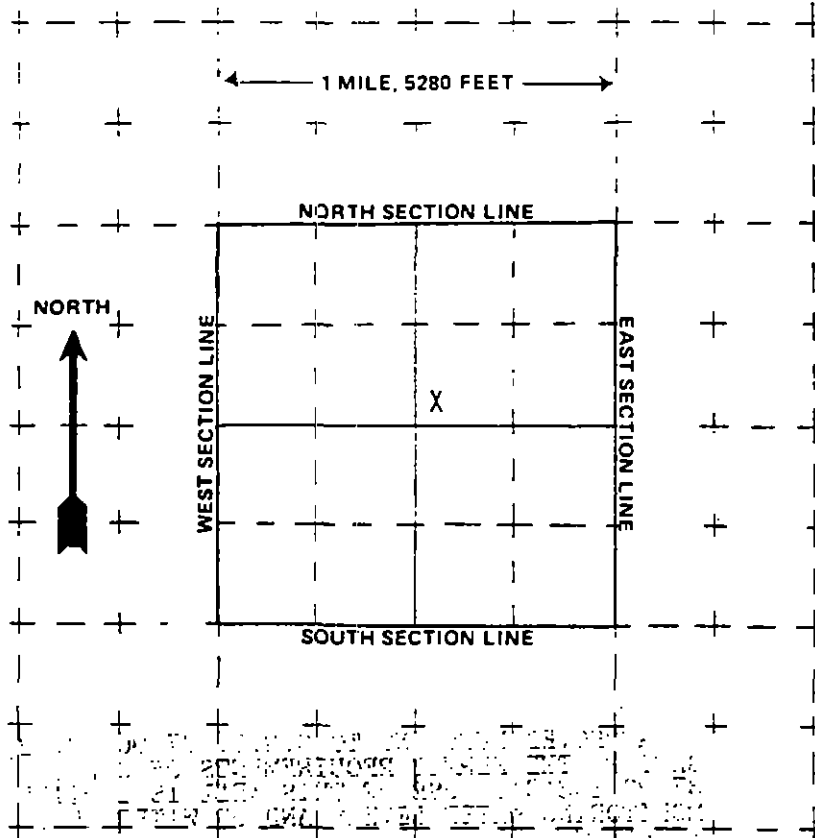 1 MILE, 5280 FEET
NORTH SECTION LINE
NORTH
WEST SECTION LINE
EAST SECTION LINE
X
SOUTH SECTION LINE